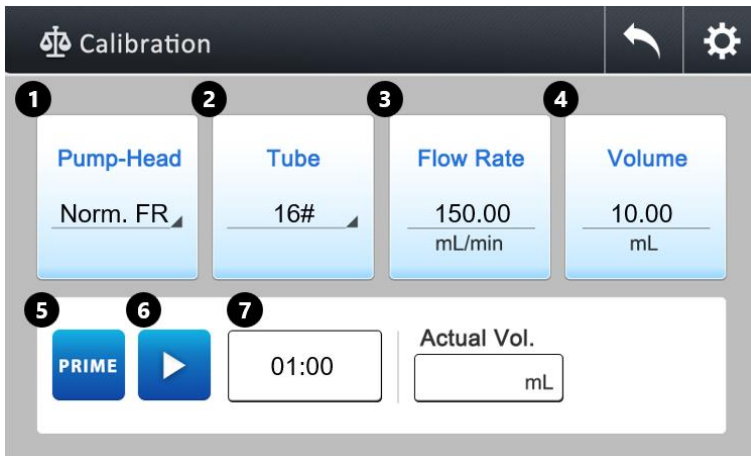 Calibration
1
2
3
4
Pump-Head
Tube
Flow Rate
Volume
Norm. FR
16#
150.00
10.00
mL/min
mL
5
6
7
PRIME
01:00
Actual Vol.
mL